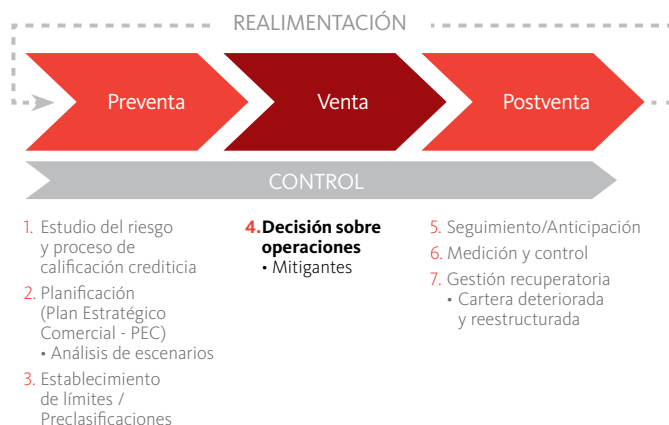 REALIMENTACIÓN
Preventa
Venta
Postventa
CONTROL
1. Estudio del riesgo
y proceso de
calificación crediticia
2. Planificación
(Plan Estratégico
Comercial - PEC)
• Análisis de escenarios
3. Establecimiento
de límites /
Preclasificaciones
4. Decisión sobre
operaciones
• Mitigantes
5. Seguimiento/Anticipación
6. Medición y control
7. Gestión recuperatoria
• Cartera deteriorada
y reestructurada